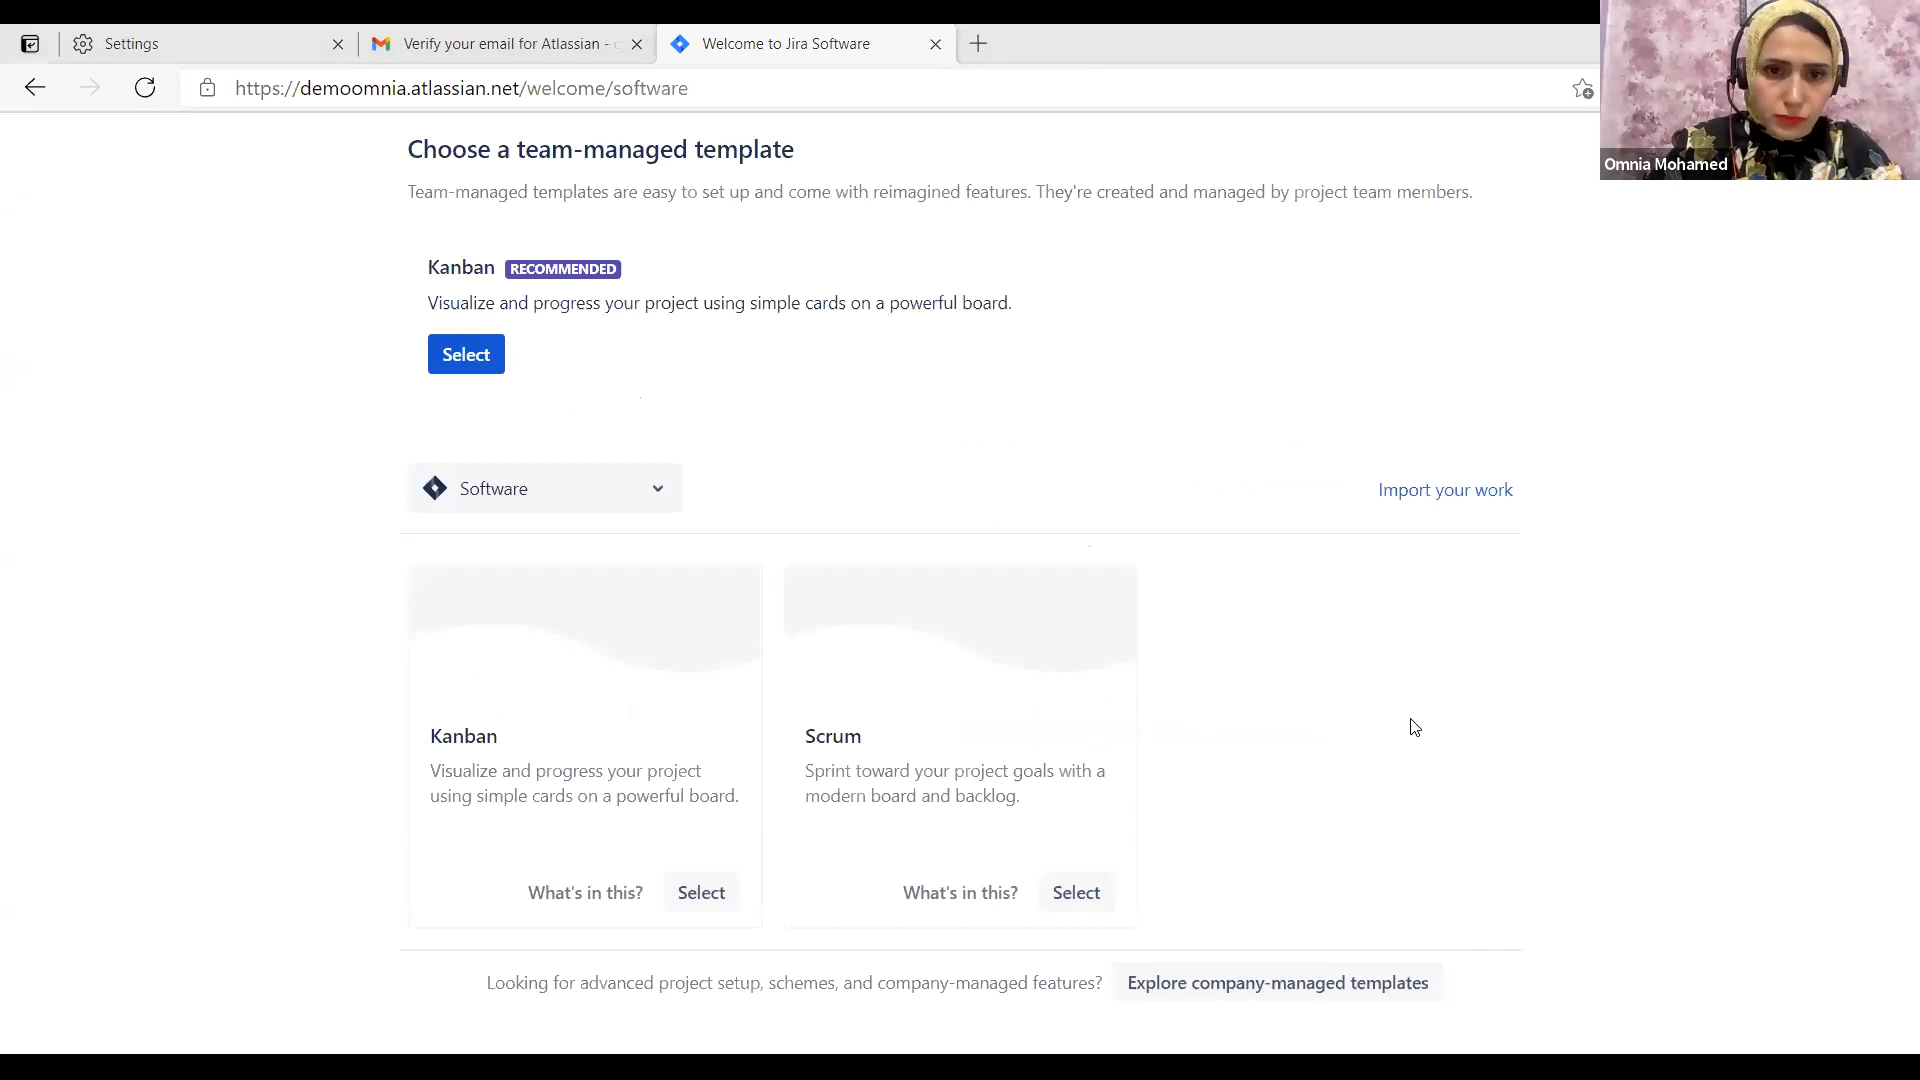 Settings
Verify your email for Atlassian -
Welcome to Jira Software
https://demoomnia.atlassian.net/welcome/software
Omnia Mohamed
Choose a team-managed template
Team-managed templates are easy to set up and come with reimagined features. They're created and managed by project team members.
Kanban RECOMMENDED
Visualize and progress your project using simple cards on a powerful board.
Select
Software
Import your work
Kanban
Visualize and progress your project
using simple cards on a powerful board.
What's in this? Select
Scrum
Sprint toward your project goals with a
modern board and backlog.
What's in this? Select
Looking for advanced project setup, schemes, and company-managed features? Explore company-managed templates